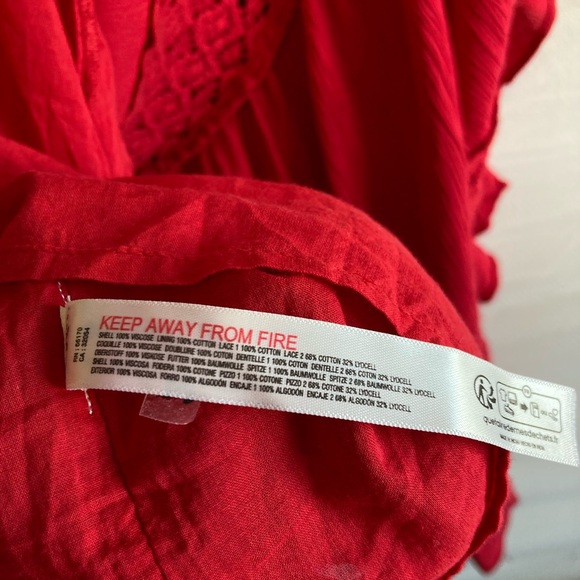 KEEP AWAY FROM FIRE
SHELL 100% VISCOSE LINING 100% COTTON LACE 1 100% COTTON LACE 2 68% COTTON 32% LYOCELL
COQUILLE 100% VISCOSE DOUBLURE 100% COTON DENTELLE 1 100% COTON DENTELLE 2 68% COTON 32% LYOCELL
OBERSTOFF 100% VISKOSE FUTTER 100% BAUMWOLLE SPITZE 1 100% BAUMWOLLE SPITZE 2 68% BAUMWOLLE 32% LYOCELL
SHELL 100% VISCOSA FODERA 100% COTONE PIZZO 1 100% COTONE PIZZO 2 68% COTONE 32% LYOCELL
EXTERIOR 100% VISCOSA FORRO 100% ALGODÓN ENCAJE 1 100% ALGODÓN ENCAJE 2 68% ALGODÓN 32% LYOCELL
RN : 66170
CA : 32054
quefairedemesdechets.fr